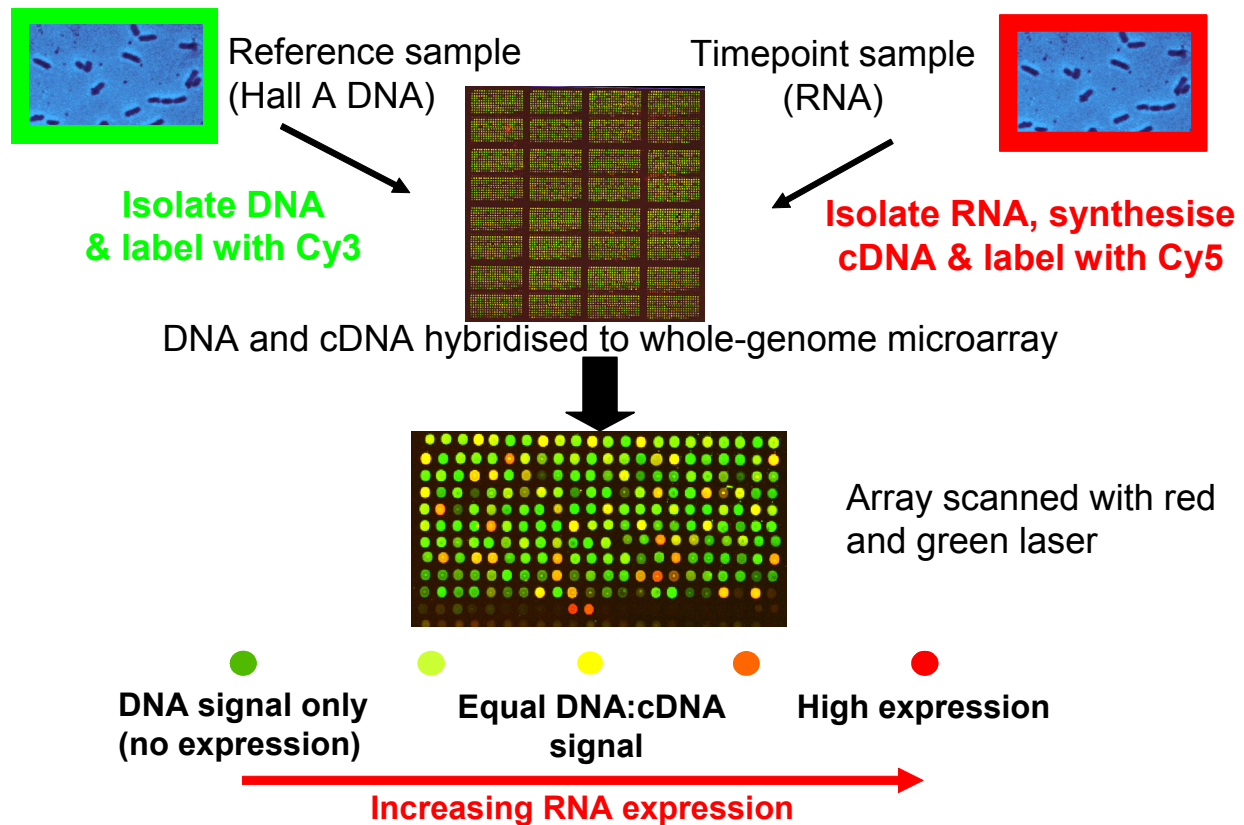 Reference sample
(Hall A DNA)
Timepoint sample
(RNA)
Isolate DNA
& label with Cy3
Isolate RNA, synthesise
cDNA & label with Cy5
DNA and cDNA hybridised to whole-genome microarray
Array scanned with red
and green laser
DNA signal only
(no expression)
Equal DNA:cDNA
signal
High expression
Increasing RNA expression